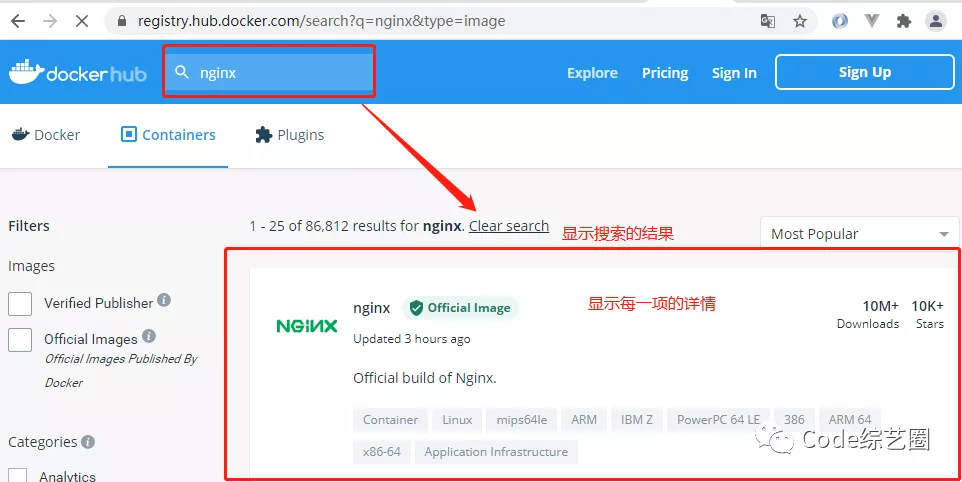 registry.hub.docker.com/search?q=nginx&type=image
docker hub
nginx
Explore
Pricing
Sign In
Sign Up
Docker
Containers
Plugins
Filters
1 - 25 of 86,812 results for nginx. Clear search
显示搜索的结果
Most Popular
Images
Verified Publisher
Official Images
Official Images Published By
Docker
Categories
Analytics
NGINX
nginx
Official Image
显示每一项的详情
10M+
10K+
Downloads
Stars
Updated 3 hours ago
Official build of Nginx.
Container
Linux
mips64le
ARM
IBM Z
PowerPC 64 LE
386
ARM 64
x86-64
Application Infrastructure
Code综艺圈